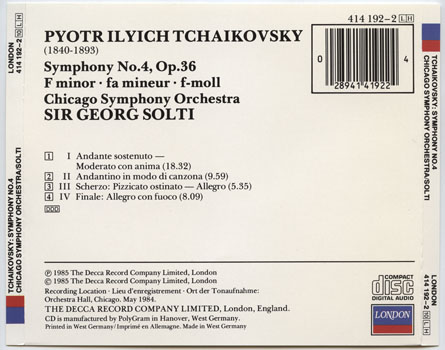 PYOTR ILYICH TCHAIKOVSKY
(1840-1893)
Symphony No.4, Op.36
F minor · fa mineur · f-moll
Chicago Symphony Orchestra
SIR GEORG SOLTI
414 192-2 LH
0 28941 41922 4
1 I Andante sostenuto —
Moderato con anima (18.32)
2 II Andantino in modo di canzona (9.59)
3 III Scherzo: Pizzicato ostinato — Allegro (5.35)
4 IV Finale: Allegro con fuoco (8.09)
DDD
℗ 1985 The Decca Record Company Limited, London
© 1985 The Decca Record Company Limited, London
Recording Location · Lieu d'enregistrement · Ort der Tonaufnahme:
Orchestra Hall, Chicago. May 1984.
THE DECCA RECORD COMPANY LIMITED, London, England.
CD is manufactured by PolyGram in Hanover, West Germany.
Printed in West Germany/Imprimé en Allemagne. Made in West Germany
COMPACT
disc
DIGITAL AUDIO
LONDON
TCHAIKOVSKY: SYMPHONY NO.4
CHICAGO SYMPHONY ORCHESTRA/SOLTI
LONDON
414 192-2 LH
TCHAIKOVSKY: SYMPHONY NO.4
CHICAGO SYMPHONY ORCHESTRA/SOLTI
LONDON
414 192-2 LH